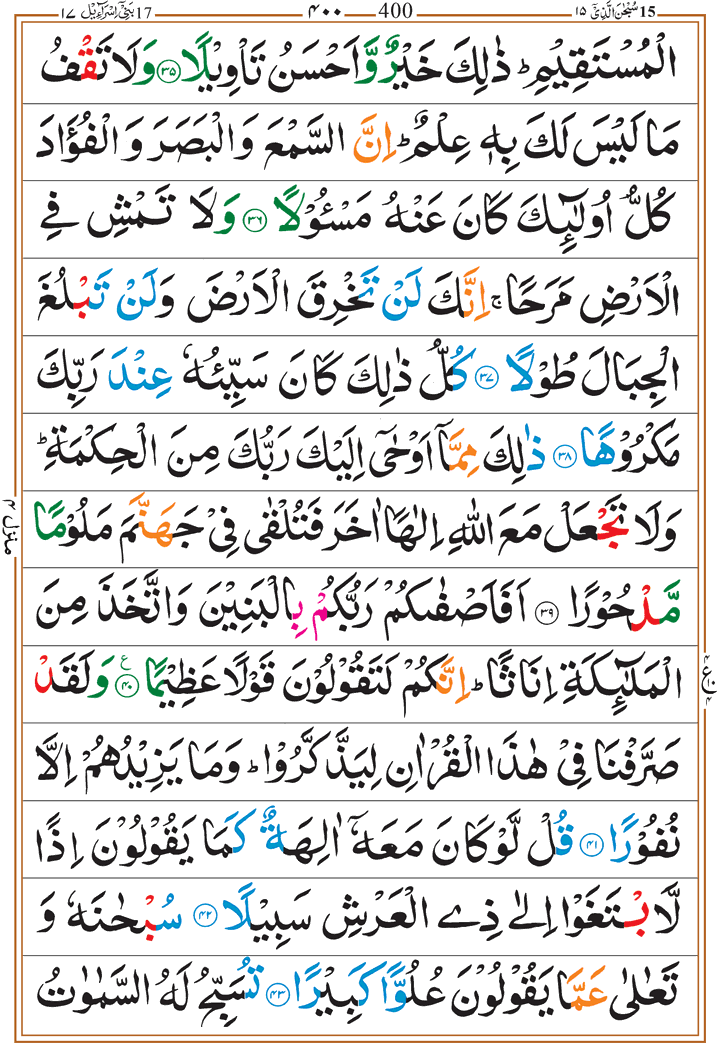 15 سُبْحٰنَ الَّذِیْۤ ١٥
400 ۴۰۰
17 بَنِیْۤ اِسْرَآءِیْل ١٧
الْمُسْتَقِیْمِ ؕ ذٰلِكَ خَیْرٌ وَّ اَحْسَنُ تَاْوِیْلًا ﴿۳۵﴾ وَ لَا تَقْفُ
مَا لَیْسَ لَكَ بِهٖ عِلْمٌ ؕ اِنَّ السَّمْعَ وَ الْبَصَرَ وَ الْفُؤَادَ
كُلُّ اُولٰٓئِكَ كَانَ عَنْهُ مَسْـُٔوْلًا ﴿۳۶﴾ وَ لَا تَمْشِ فِی
الْاَرْضِ مَرَحًا ۚ اِنَّكَ لَنْ تَخْرِقَ الْاَرْضَ وَ لَنْ تَبْلُغَ
الْجِبَالَ طُوْلًا ﴿۳۷﴾ كُلُّ ذٰلِكَ كَانَ سَیِّئُهٗ عِنْدَ رَبِّكَ
مَكْرُوْهًا ﴿۳۸﴾ ذٰلِكَ مِمَّاۤ اَوْحٰۤی اِلَیْكَ رَبُّكَ مِنَ الْحِكْمَةِ ؕ
وَ لَا تَجْعَلْ مَعَ اللّٰهِ اِلٰهًا اٰخَرَ فَتُلْقٰی فِیْ جَهَنَّمَ مَلُوْمًا
مَّدْحُوْرًا ﴿۳۹﴾ اَفَاَصْفٰىكُمْ رَبُّكُمْ بِالْبَنِیْنَ وَ اتَّخَذَ مِنَ
الْمَلٰٓئِكَةِ اِنَاثًا ؕ اِنَّكُمْ لَتَقُوْلُوْنَ قَوْلًا عَظِیْمًا ﴿۴۰﴾ ع وَ لَقَدْ
صَرَّفْنَا فِیْ هٰذَا الْقُرْاٰنِ لِیَذَّكَّرُوْا ؕ وَ مَا یَزِیْدُهُمْ اِلَّا
نُفُوْرًا ﴿۴۱﴾ قُلْ لَّوْ كَانَ مَعَهٗۤ اٰلِهَةٌ كَمَا یَقُوْلُوْنَ اِذًا
لَّابْتَغَوْا اِلٰی ذِی الْعَرْشِ سَبِیْلًا ﴿۴۲﴾ سُبْحٰنَهٗ وَ
تَعٰلٰی عَمَّا یَقُوْلُوْنَ عُلُوًّا كَبِیْرًا ﴿۴۳﴾ تُسَبِّحُ لَهُ السَّمٰوٰتُ
منزل ۴